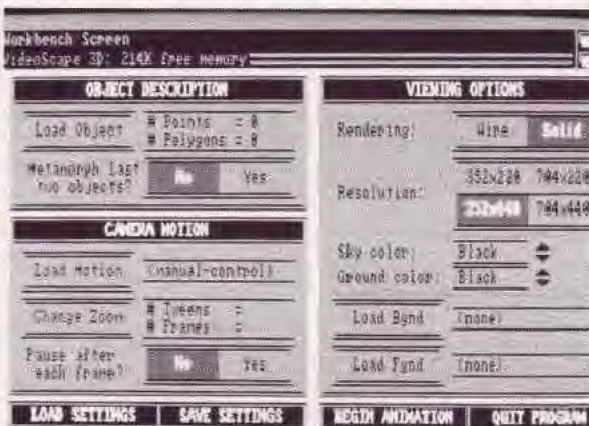 Workbench Screen
VideoScape 3D: 214K free memory
OBJECT DESCRIPTION
Load Object
# Points = 0
# Polygons = 0
Metamorph last two objects?
No Yes
CAMERA MOTION
Load Motion (manual-control)
Change Zoom
# Tweens =
# Frames =
Pause after each frame?
No Yes
LOAD SETTINGS SAVE SETTINGS
VIEWING OPTIONS
Rendering: Wire Solid
Resolution:
352x220 704x220
352x440 704x440
Sky color: Black
Ground color: Black
Load Bgnd (none)
Load Fgnd (none)
BEGIN ANIMATION QUIT PROGRAM